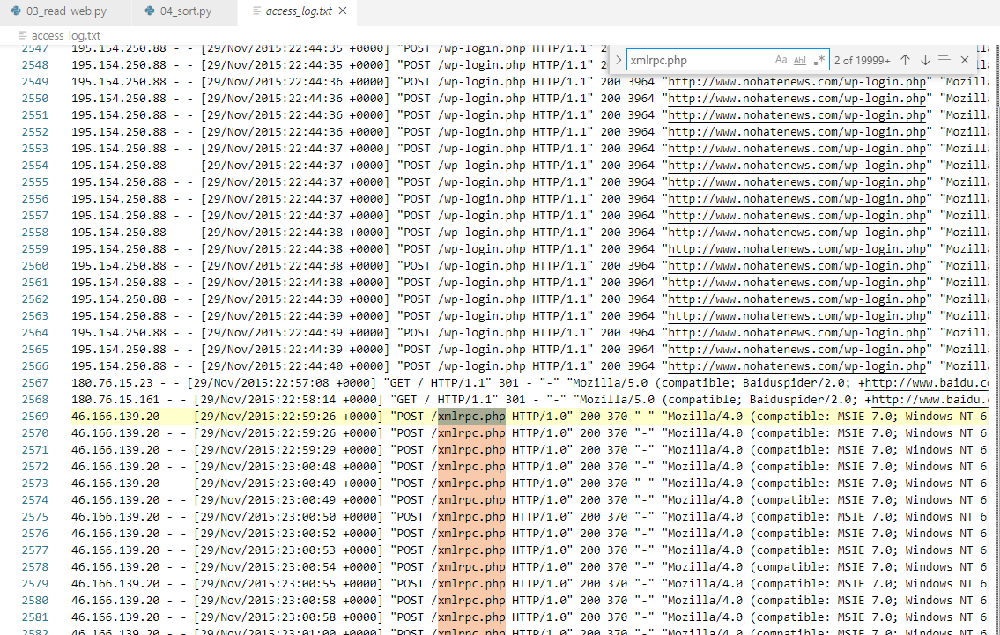 03_read-web.py 04_sort.py access_log.txt
access_log.txt
xmlrpc.php Aa Abl .* 2 of 19999+
2547 195.154.250.88 - - [29/Nov/2015:22:44:35 +0000] "POST /wp-login.php HTTP/1.1" 2
2548 195.154.250.88 - - [29/Nov/2015:22:44:35 +0000] "POST /wp-login.php HTTP/1.1" 2
2549 195.154.250.88 - - [29/Nov/2015:22:44:36 +0000] "POST /wp-login.php HTTP/1.1" 200 3964 "http://www.nohatenews.com/wp-login.php" "Mozilla
2550 195.154.250.88 - - [29/Nov/2015:22:44:36 +0000] "POST /wp-login.php HTTP/1.1" 200 3964 "http://www.nohatenews.com/wp-login.php" "Mozilla
2551 195.154.250.88 - - [29/Nov/2015:22:44:36 +0000] "POST /wp-login.php HTTP/1.1" 200 3964 "http://www.nohatenews.com/wp-login.php" "Mozilla
2552 195.154.250.88 - - [29/Nov/2015:22:44:36 +0000] "POST /wp-login.php HTTP/1.1" 200 3964 "http://www.nohatenews.com/wp-login.php" "Mozilla
2553 195.154.250.88 - - [29/Nov/2015:22:44:37 +0000] "POST /wp-login.php HTTP/1.1" 200 3964 "http://www.nohatenews.com/wp-login.php" "Mozilla
2554 195.154.250.88 - - [29/Nov/2015:22:44:37 +0000] "POST /wp-login.php HTTP/1.1" 200 3964 "http://www.nohatenews.com/wp-login.php" "Mozilla
2555 195.154.250.88 - - [29/Nov/2015:22:44:37 +0000] "POST /wp-login.php HTTP/1.1" 200 3964 "http://www.nohatenews.com/wp-login.php" "Mozilla
2556 195.154.250.88 - - [29/Nov/2015:22:44:37 +0000] "POST /wp-login.php HTTP/1.1" 200 3964 "http://www.nohatenews.com/wp-login.php" "Mozilla
2557 195.154.250.88 - - [29/Nov/2015:22:44:37 +0000] "POST /wp-login.php HTTP/1.1" 200 3964 "http://www.nohatenews.com/wp-login.php" "Mozilla
2558 195.154.250.88 - - [29/Nov/2015:22:44:38 +0000] "POST /wp-login.php HTTP/1.1" 200 3964 "http://www.nohatenews.com/wp-login.php" "Mozilla
2559 195.154.250.88 - - [29/Nov/2015:22:44:38 +0000] "POST /wp-login.php HTTP/1.1" 200 3964 "http://www.nohatenews.com/wp-login.php" "Mozilla
2560 195.154.250.88 - - [29/Nov/2015:22:44:38 +0000] "POST /wp-login.php HTTP/1.1" 200 3964 "http://www.nohatenews.com/wp-login.php" "Mozilla
2561 195.154.250.88 - - [29/Nov/2015:22:44:38 +0000] "POST /wp-login.php HTTP/1.1" 200 3964 "http://www.nohatenews.com/wp-login.php" "Mozilla
2562 195.154.250.88 - - [29/Nov/2015:22:44:39 +0000] "POST /wp-login.php HTTP/1.1" 200 3964 "http://www.nohatenews.com/wp-login.php" "Mozilla
2563 195.154.250.88 - - [29/Nov/2015:22:44:39 +0000] "POST /wp-login.php HTTP/1.1" 200 3964 "http://www.nohatenews.com/wp-login.php" "Mozilla
2564 195.154.250.88 - - [29/Nov/2015:22:44:39 +0000] "POST /wp-login.php HTTP/1.1" 200 3964 "http://www.nohatenews.com/wp-login.php" "Mozilla
2565 195.154.250.88 - - [29/Nov/2015:22:44:39 +0000] "POST /wp-login.php HTTP/1.1" 200 3964 "http://www.nohatenews.com/wp-login.php" "Mozilla
2566 195.154.250.88 - - [29/Nov/2015:22:44:40 +0000] "POST /wp-login.php HTTP/1.1" 200 3964 "http://www.nohatenews.com/wp-login.php" "Mozilla
2567 180.76.15.23 - - [29/Nov/2015:22:57:08 +0000] "GET / HTTP/1.1" 301 - "-" "Mozilla/5.0 (compatible; Baiduspider/2.0; +http://www.baidu.co
2568 180.76.15.161 - - [29/Nov/2015:22:58:14 +0000] "GET / HTTP/1.1" 301 - "-" "Mozilla/5.0 (compatible; Baiduspider/2.0; +http://www.baidu.
2569 46.166.139.20 - - [29/Nov/2015:22:59:26 +0000] "POST /xmlrpc.php HTTP/1.0" 200 370 "-" "Mozilla/4.0 (compatible: MSIE 7.0; Windows NT 6
2570 46.166.139.20 - - [29/Nov/2015:22:59:26 +0000] "POST /xmlrpc.php HTTP/1.0" 200 370 "-" "Mozilla/4.0 (compatible: MSIE 7.0; Windows NT 6
2571 46.166.139.20 - - [29/Nov/2015:22:59:29 +0000] "POST /xmlrpc.php HTTP/1.0" 200 370 "-" "Mozilla/4.0 (compatible: MSIE 7.0; Windows NT 6
2572 46.166.139.20 - - [29/Nov/2015:23:00:48 +0000] "POST /xmlrpc.php HTTP/1.0" 200 370 "-" "Mozilla/4.0 (compatible: MSIE 7.0; Windows NT 6
2573 46.166.139.20 - - [29/Nov/2015:23:00:49 +0000] "POST /xmlrpc.php HTTP/1.0" 200 370 "-" "Mozilla/4.0 (compatible: MSIE 7.0; Windows NT 6
2574 46.166.139.20 - - [29/Nov/2015:23:00:49 +0000] "POST /xmlrpc.php HTTP/1.0" 200 370 "-" "Mozilla/4.0 (compatible: MSIE 7.0; Windows NT 6
2575 46.166.139.20 - - [29/Nov/2015:23:00:50 +0000] "POST /xmlrpc.php HTTP/1.0" 200 370 "-" "Mozilla/4.0 (compatible: MSIE 7.0; Windows NT 6
2576 46.166.139.20 - - [29/Nov/2015:23:00:52 +0000] "POST /xmlrpc.php HTTP/1.0" 200 370 "-" "Mozilla/4.0 (compatible: MSIE 7.0; Windows NT 6
2577 46.166.139.20 - - [29/Nov/2015:23:00:53 +0000] "POST /xmlrpc.php HTTP/1.0" 200 370 "-" "Mozilla/4.0 (compatible: MSIE 7.0; Windows NT 6
2578 46.166.139.20 - - [29/Nov/2015:23:00:54 +0000] "POST /xmlrpc.php HTTP/1.0" 200 370 "-" "Mozilla/4.0 (compatible: MSIE 7.0; Windows NT 6
2579 46.166.139.20 - - [29/Nov/2015:23:00:55 +0000] "POST /xmlrpc.php HTTP/1.0" 200 370 "-" "Mozilla/4.0 (compatible: MSIE 7.0; Windows NT 6
2580 46.166.139.20 - - [29/Nov/2015:23:00:58 +0000] "POST /xmlrpc.php HTTP/1.0" 200 370 "-" "Mozilla/4.0 (compatible: MSIE 7.0; Windows NT 6
2581 46.166.139.20 - - [29/Nov/2015:23:00:58 +0000] "POST /xmlrpc.php HTTP/1.0" 200 370 "-" "Mozilla/4.0 (compatible: MSIE 7.0; Windows NT 6
2582 46.166.139.20 - - [29/Nov/2015:23:01:00 +0000] "POST /xmlrpc.php HTTP/1.0" 200 370 "-" "Mozilla/4.0 (compatible: MSIE 7.0; Windows NT 6